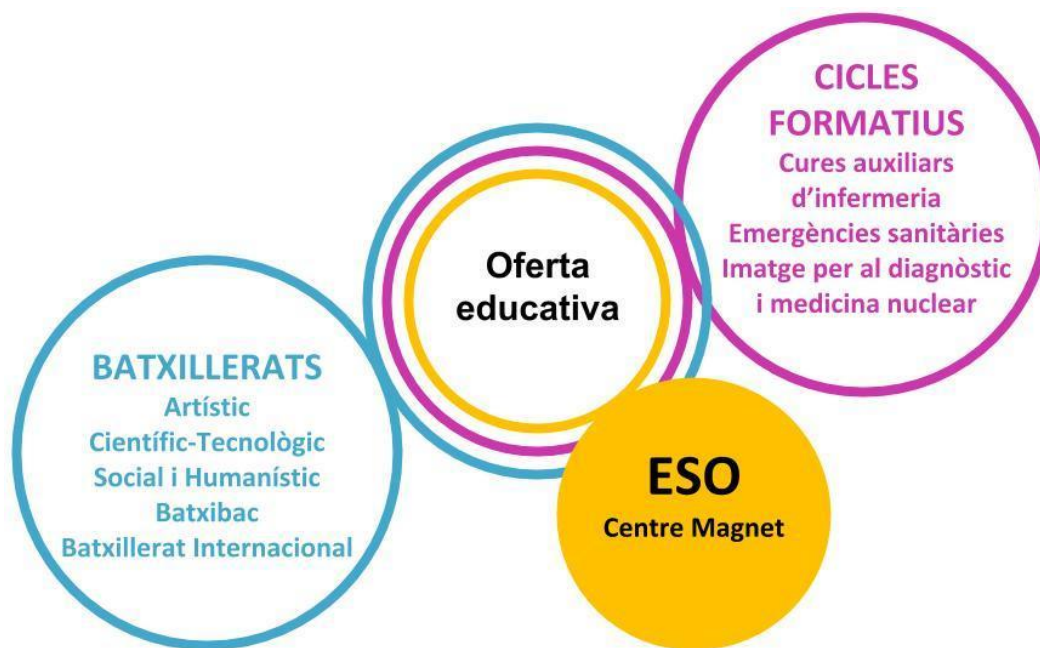 CICLES
FORMATIUS
Cures auxiliars
d’infermeria
Emergències sanitàries
Imatge per al diagnòstic
i medicina nuclear
Oferta
educativa
BATXILLERATS
Artístic
Científic-Tecnològic
Social i Humanístic
Batxibac
Batxillerat Internacional
ESO
Centre Magnet